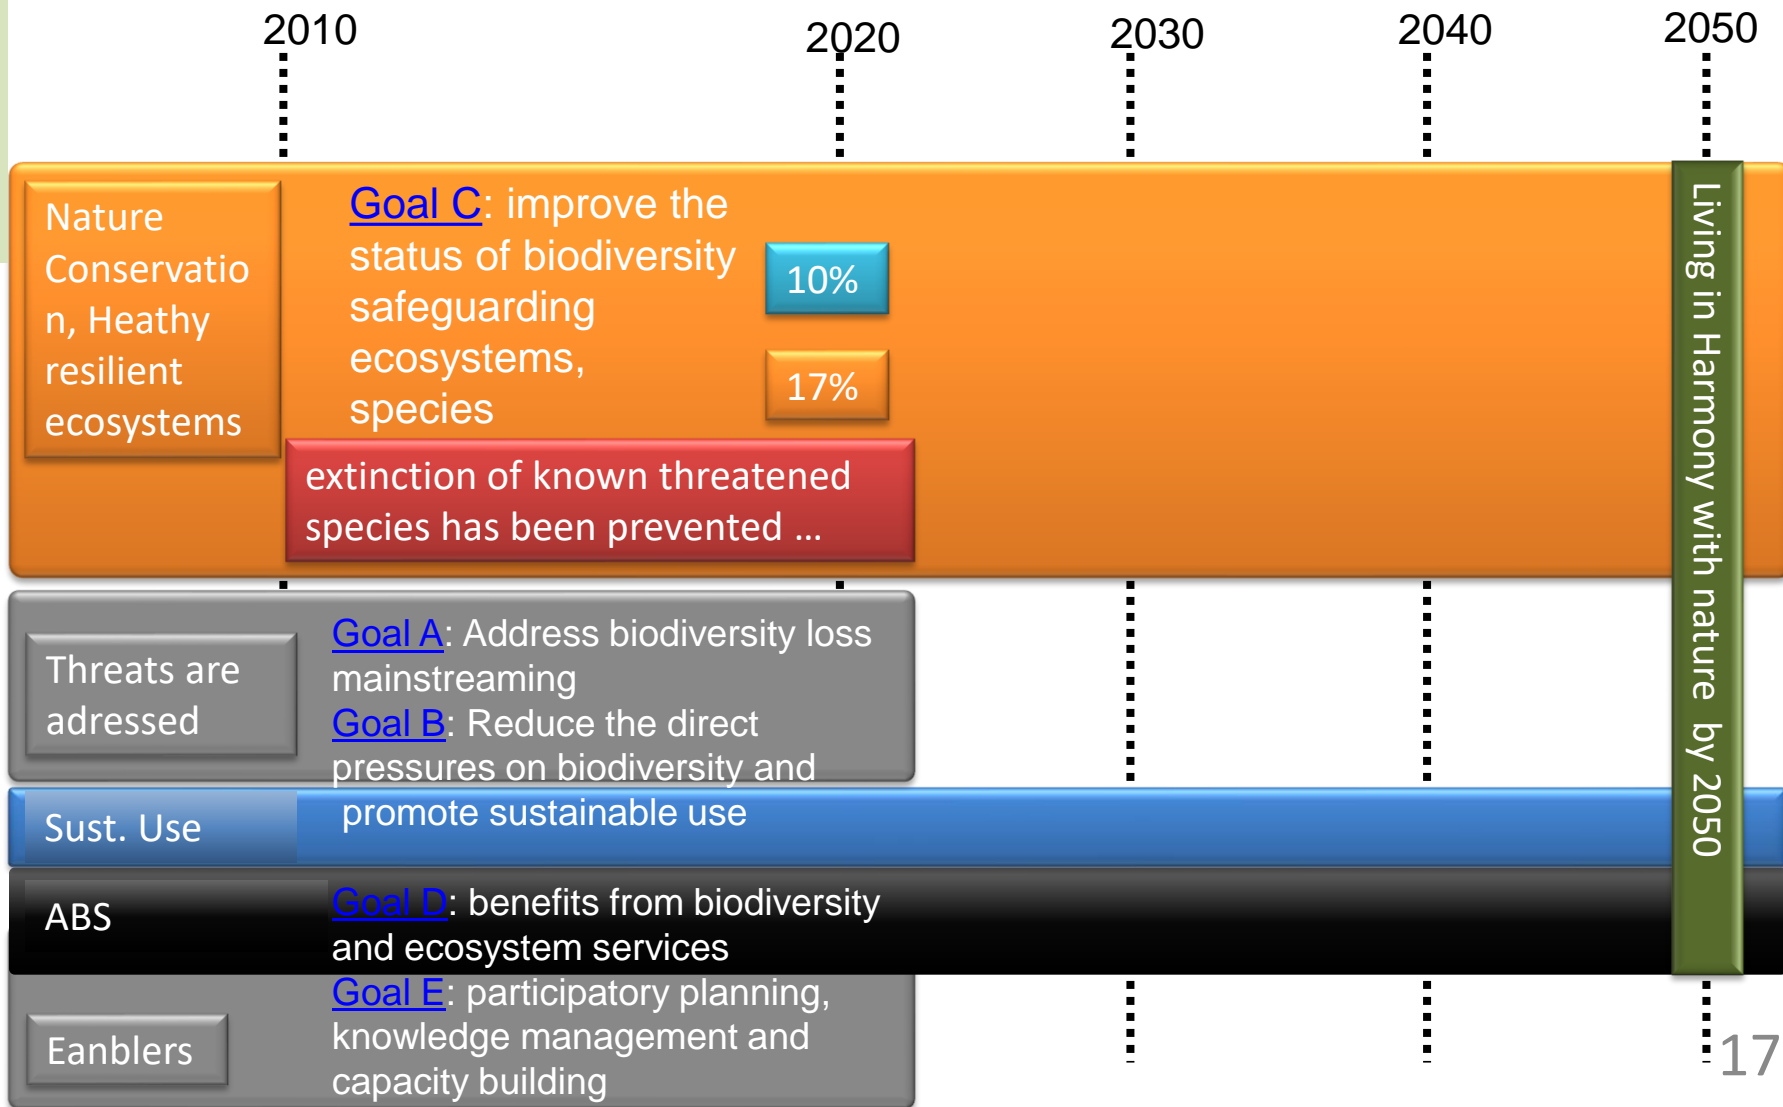 2010 2020 2030 2040 2050
Nature
Conservatio
n, Heathy
resilient
ecosystems
Goal C: improve the
status of biodiversity
safeguarding
ecosystems,
species
10%
17%
extinction of known threatened
species has been prevented ...
Threats are
adressed
Goal A: Address biodiversity loss
mainstreaming
Goal B: Reduce the direct
pressures on biodiversity and
promote sustainable use
Sust. Use
ABS
Goal D: benefits from biodiversity
and ecosystem services
Eanblers
Goal E: participatory planning,
knowledge management and
capacity building
Living in Harmony with nature by 2050
17